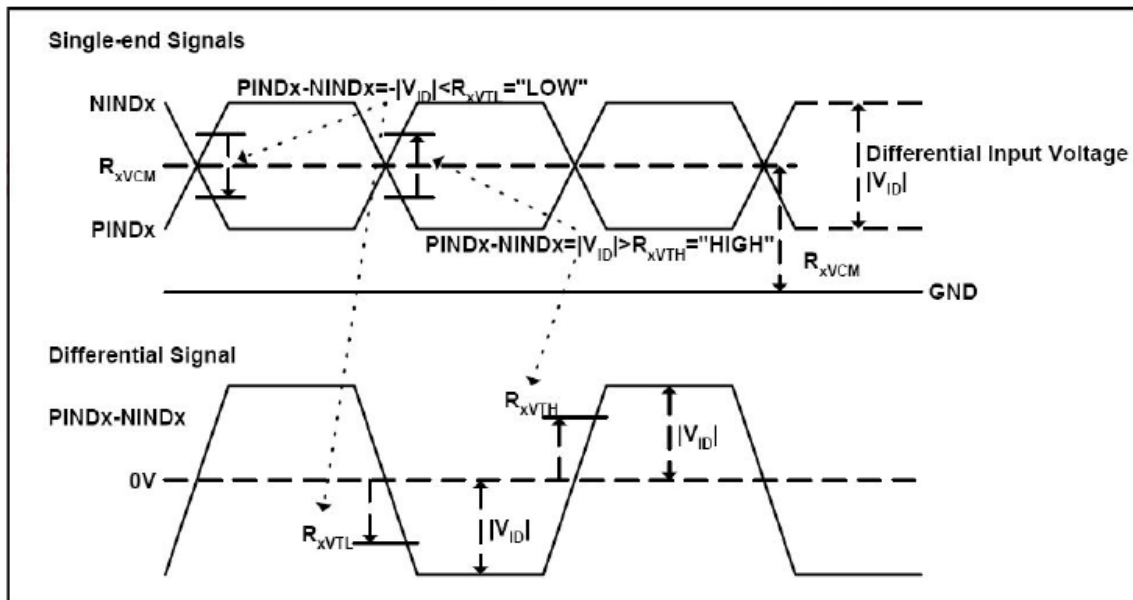 Single-end Signals
PINDx-NINDx=-|VID|<RxVTL="LOW"
NINDx
RxVCM
Differential Input Voltage
|VID|
PINDx
PINDx-NINDx=|VID|>RxVTH="HIGH"
RxVCM
GND
Differential Signal
PINDx-NINDx
RxVTH
|VID|
0V
RxVTL
|VID|